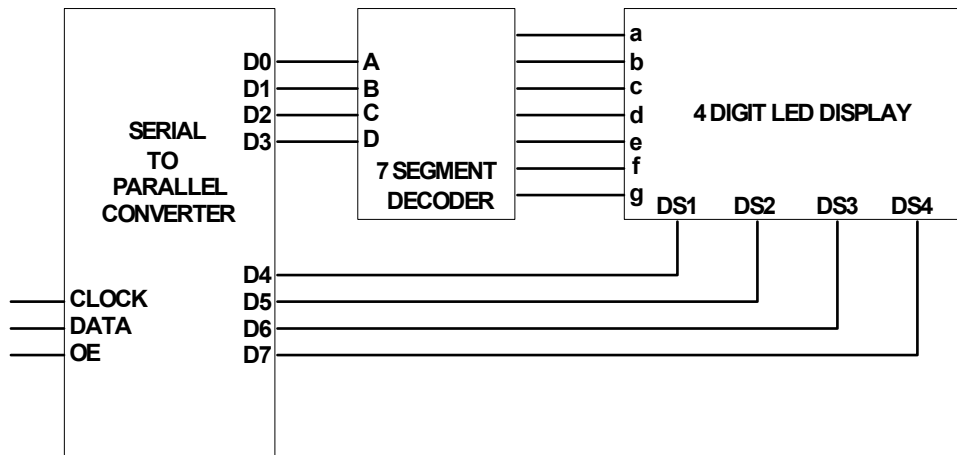 SERIAL
TO
PARALLEL
CONVERTER
D0
D1
D2
D3
D4
D5
D6
D7
CLOCK
DATA
OE
A
B
C
D
7 SEGMENT
DECODER
a
b
c
d
e
f
g
4 DIGIT LED DISPLAY
DS1 DS2 DS3 DS4